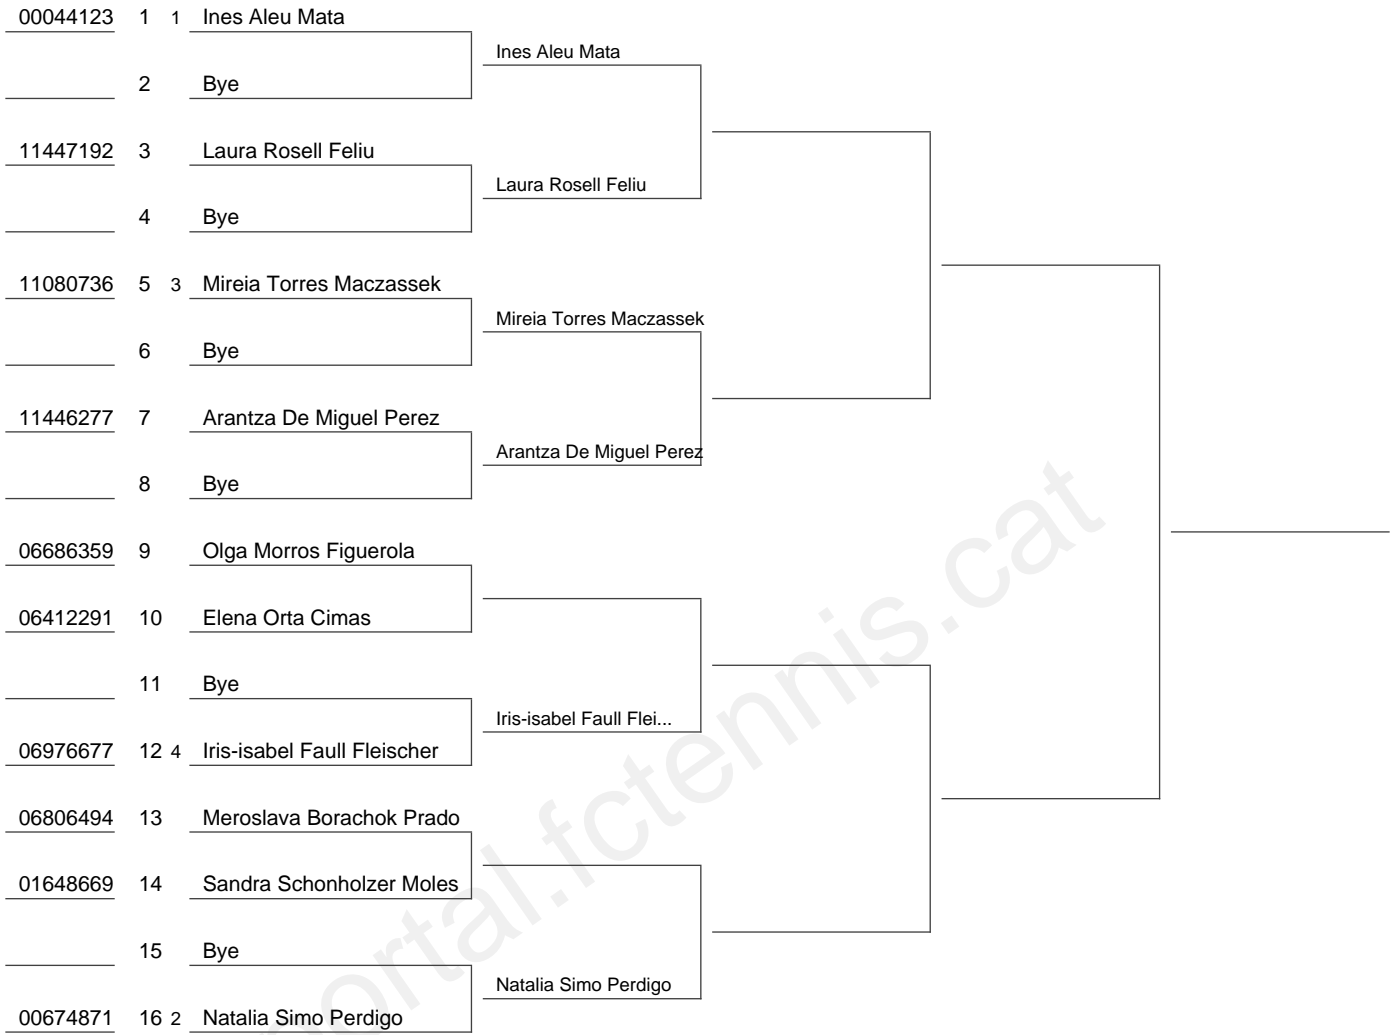 00044123 1 1 Ines Aleu Mata
Ines Aleu Mata
2 Bye
11447192 3 Laura Rosell Feliu
Laura Rosell Feliu
4 Bye
11080736 5 3 Mireia Torres Maczassek
Mireia Torres Maczassek
6 Bye
11446277 7 Arantza De Miguel Perez
Arantza De Miguel Perez
8 Bye
06686359 9 Olga Morros Figuerola
06412291 10 Elena Orta Cimas
11 Bye
Iris-isabel Faull Flei...
06976677 12 4 Iris-isabel Faull Fleischer
06806494 13 Meroslava Borachok Prado
01648669 14 Sandra Schonholzer Moles
15 Bye
Natalia Simo Perdigo
00674871 16 2 Natalia Simo Perdigo
ortal.fctennis.cat